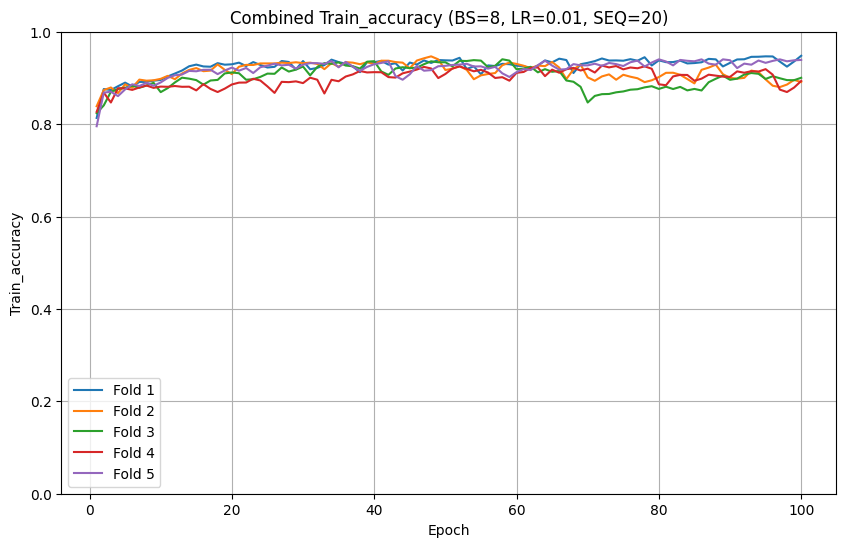 Combined Train_accuracy (BS=8, LR=0.01, SEQ=20)
Train_accuracy
1.0
0.8
0.6
0.4
0.2
0.0
Fold 1
Fold 2
Fold 3
Fold 4
Fold 5
0
20
40
60
80
100
Epoch